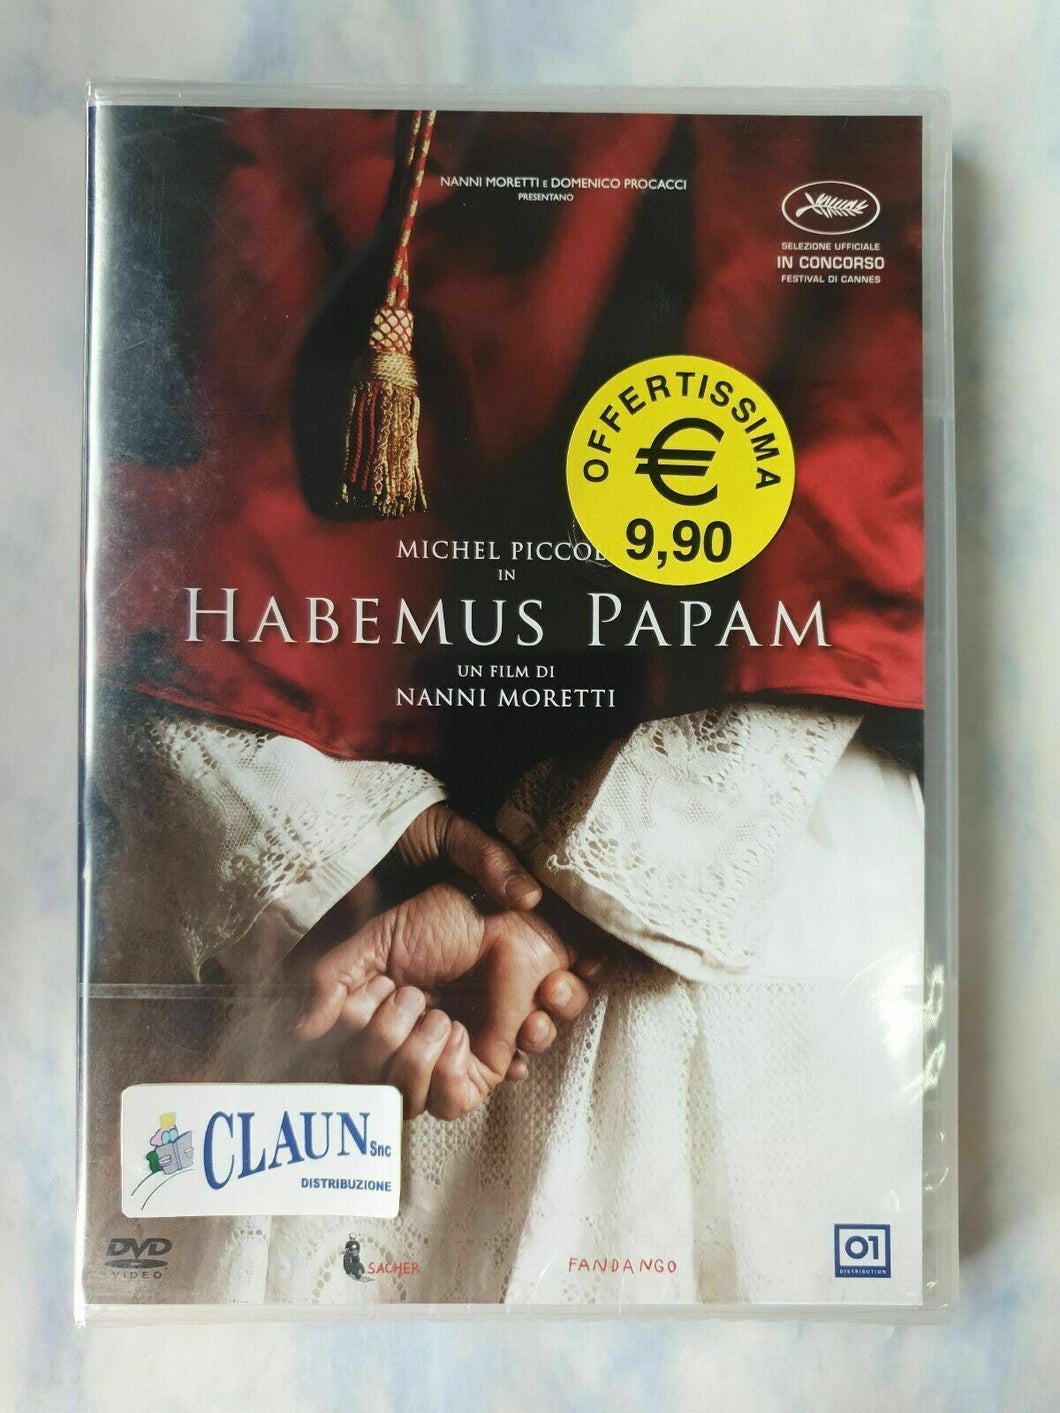 NANNI MORETTI E DOMENICO PROCACCI
PRESENTANO
SELEZIONE UFFICIALE
IN CONCORSO
FESTIVAL DI CANNES
OFFERTISSIMA
€
9,90
MICHEL PICCOL
IN
HABEMUS PAPAM
UN FILM DI
NANNI MORETTI
CLAUN Snc
DISTRIBUZIONE
DVD
VIDEO
SACHER
FANDANGO
01
DISTRIBUTION